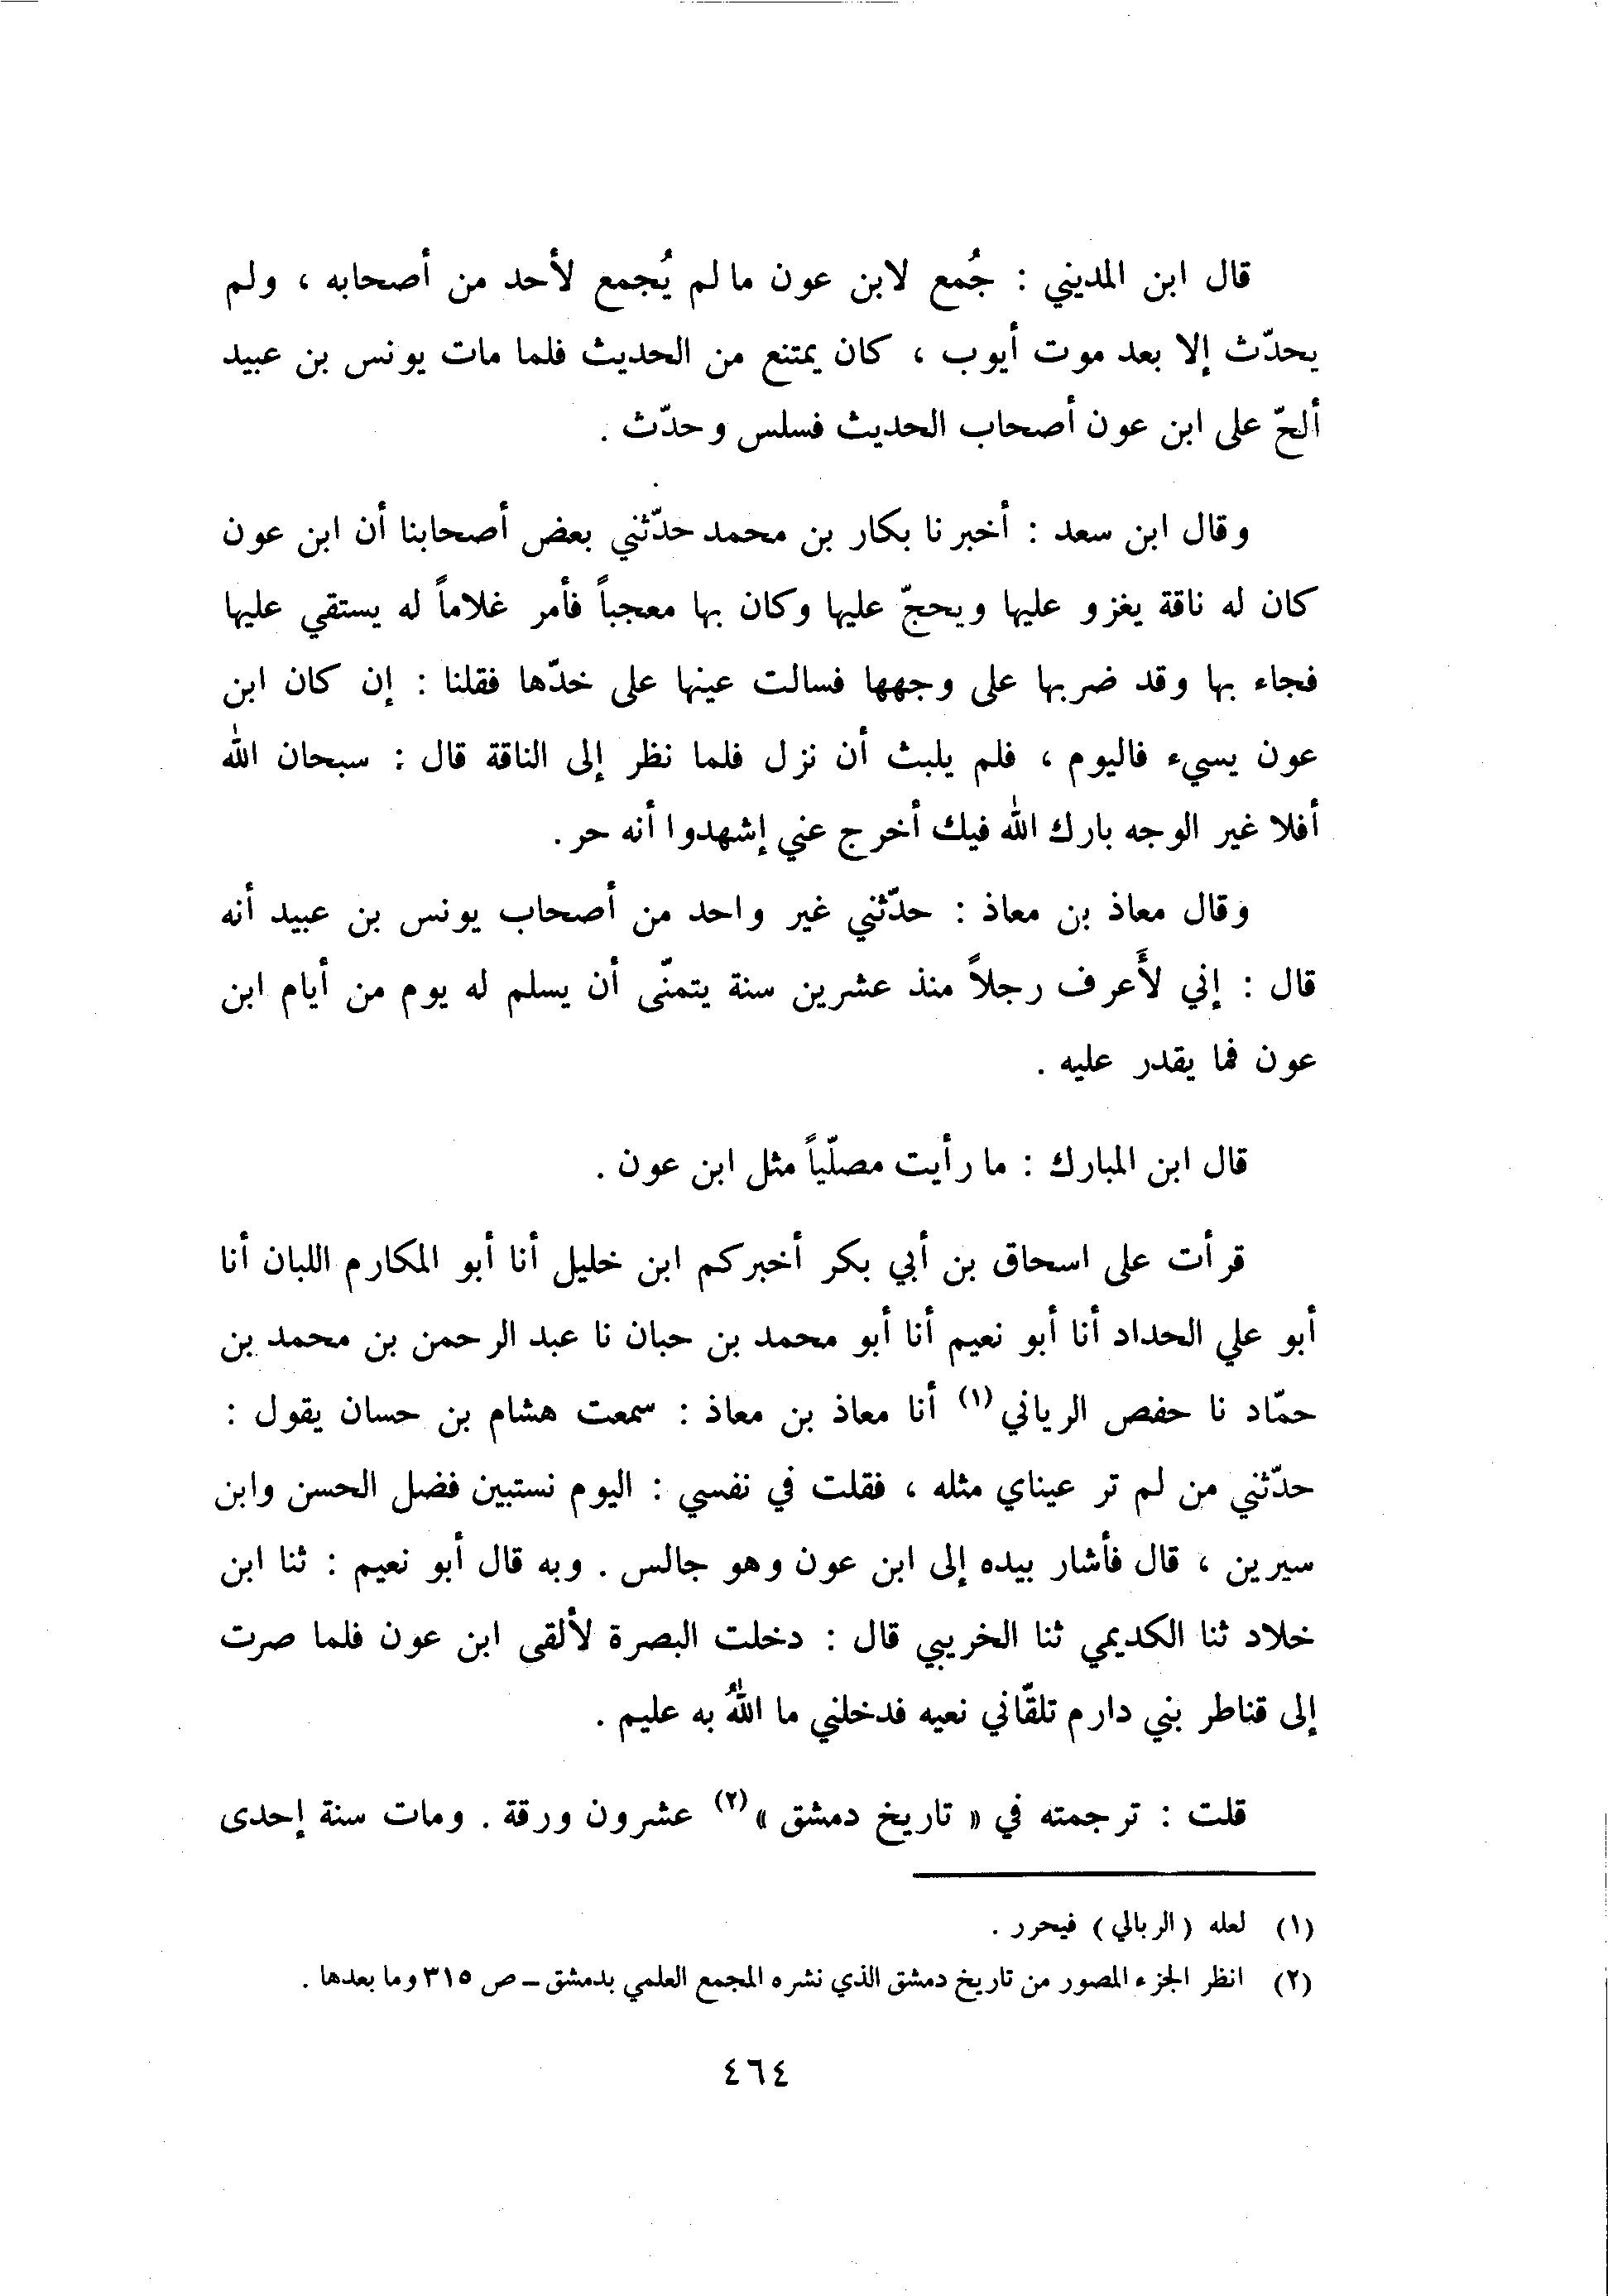 قال ابن المديني : جُمع لابن عون ما لم يُجمع لأحد من أصحابه ، ولم
يحدّث إلا بعد موت أيوب ، كان يمتنع من الحديث فلما مات يونس بن عبيد
ألحّ على ابن عون أصحاب الحديث فسلس وحدّث .
وقال ابن سعد : أخبرنا بكار بن محمد حدّثني بعض أصحابنا أن ابن عون
كان له ناقة يغزو عليها ويحجّ عليها وكان بها معجباً فأمر غلاماً له يستقي عليها
فجاء بها وقد ضربها على وجهها فسالت عينها على خدّها فقلنا : إن كان ابن
عون يسيء فاليوم ، فلم يلبث أن نزل فلما نظر إلى الناقة قال : سبحان الله
أفلا غير الوجه بارك الله فيك أخرج عني إشهدوا أنه حر .
وقال معاذ بن معاذ : حدّثني غير واحد من أصحاب يونس بن عبيد أنه
قال : إني لأَعرف رجلاً منذ عشرين سنة يتمنّى أن يسلم له يوم من أيام ابن
عون فما يقدر عليه .
قال ابن المبارك : ما رأيت مصلّياً مثل ابن عون .
قرأت على اسحاق بن أبي بكر أخبركم ابن خليل أنا أبو المكارم اللبان أنا
أبو علي الحداد أنا أبو نعيم أنا أبو محمد بن حبان نا عبد الرحمن بن محمد بن
حمّاد نا حفص الرياني (١) أنا معاذ بن معاذ : سمعت هشام بن حسان يقول :
حدّثني من لم تر عيناي مثله ، فقلت في نفسي : اليوم نستبين فضل الحسن وابن
سيرين ، قال فأشار بيده إلى ابن عون وهو جالس . وبه قال أبو نعيم : ثنا ابن
خلاد ثنا الكديمي ثنا الخريبي قال : دخلت البصرة لألقى ابن عون فلما صرت
إلى قناطر بني دارم تلقّاني نعيه فدخلني ما اللهُ به عليم .
قلت : ترجمته في « تاريخ دمشق » (٢) عشرون ورقة . ومات سنة إحدى
(١) لعله ( الربالي ) فيحرر .
(٢) انظر الجزء المصور من تاريخ دمشق الذي نشره المجمع العلمي بدمشق – ص ٣١٥ وما بعدها .
٤٦٤